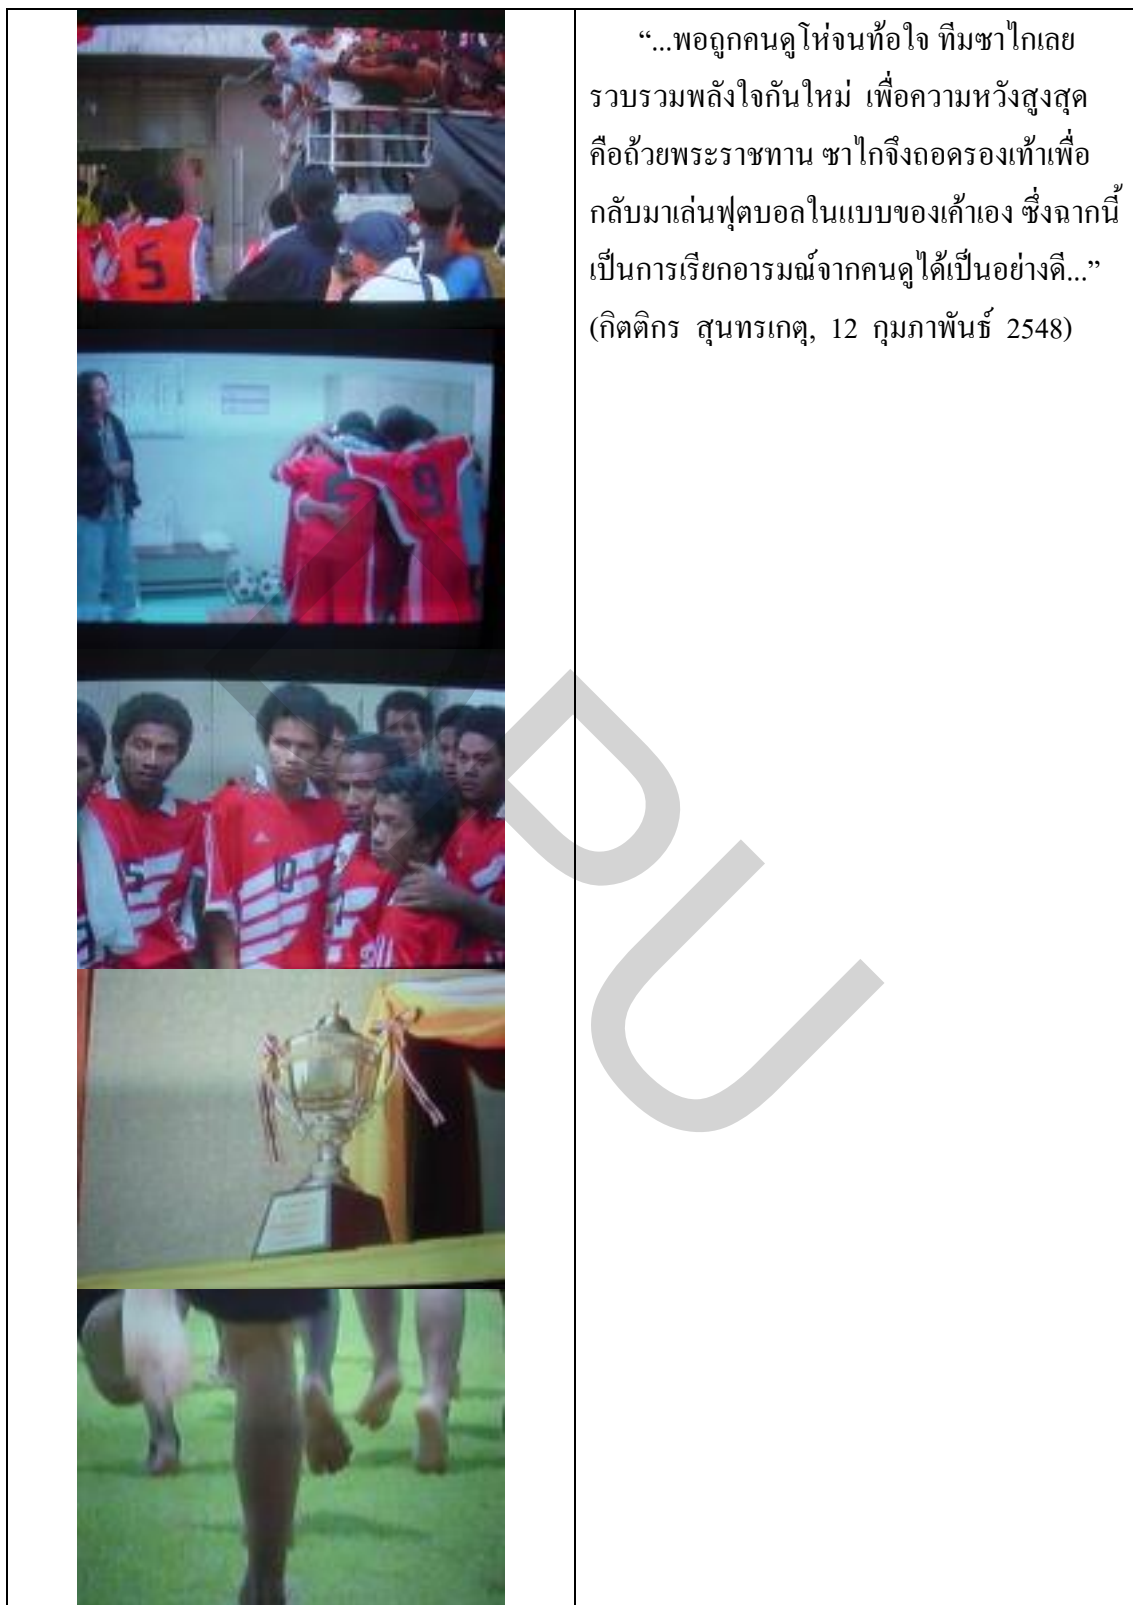 5
9
5
10
“...พอถูกคนดูโห่จนท้อใจ ทีมซาไกเลย
รวบรวมพลังใจกันใหม่ เพื่อความหวังสูงสุด
คือถ้วยพระราชทาน ซาไกจึงถอดรองเท้าเพื่อ
กลับมาเล่นฟุตบอลในแบบของเค้าเอง ซึ่งฉากนี้
เป็นการเรียกอารมณ์จากคนดูได้เป็นอย่างดี...”
(กิตติกร สุนทรเกตุ, 12 กุมภาพันธ์ 2548)
DPU